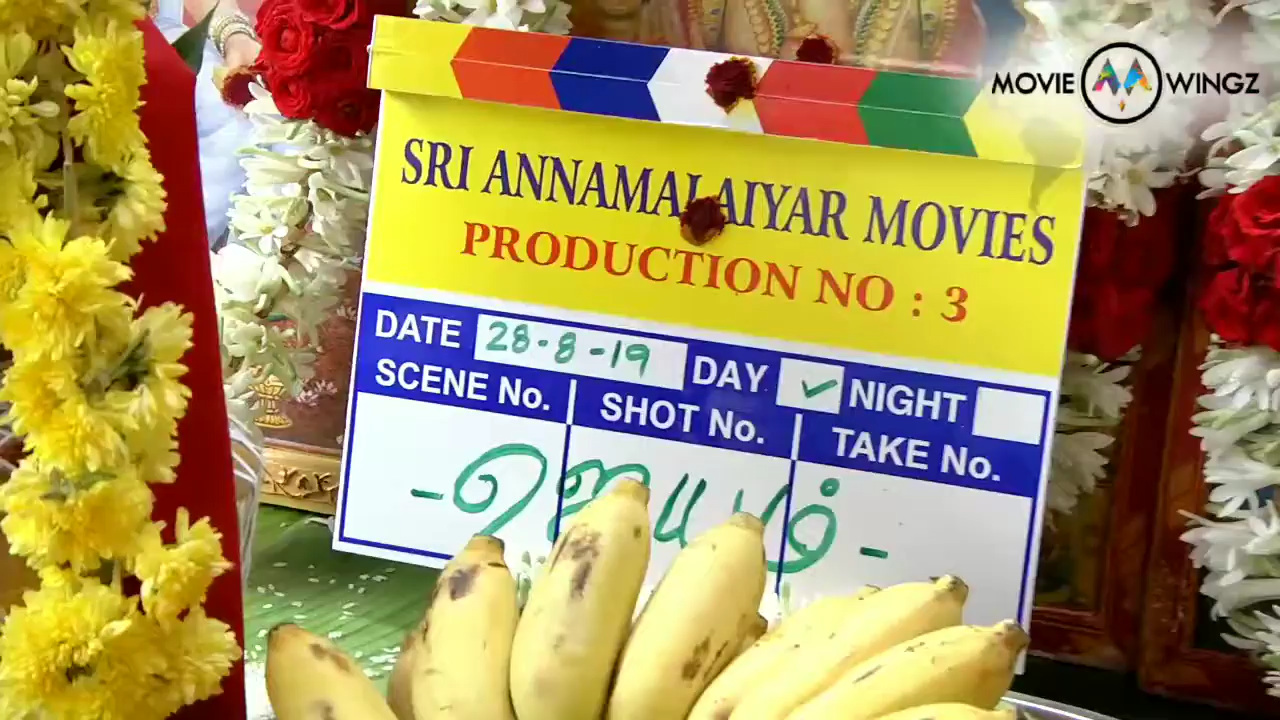 MOVIE WINGZ
SRI ANNAMALAIYAR MOVIES
PRODUCTION NO : 3
DATE 28-8-19 DAY ✓ NIGHT
SCENE No. SHOT No. TAKE No.
-ஜெயம்-